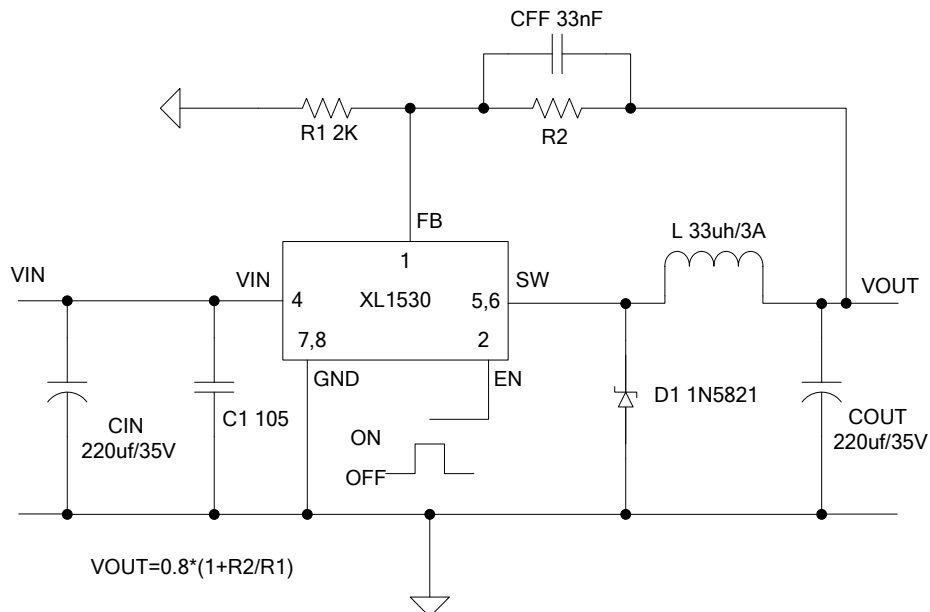 CFF 33nF
R1 2K
R2
FB
L 33uh/3A
1
VIN
VIN
SW
VOUT
4
XL1530
5,6
7,8
2
GND
EN
D1 1N5821
C1 105
COUT
220uf/35V
CIN
220uf/35V
ON
OFF
VOUT=0.8*(1+R2/R1)